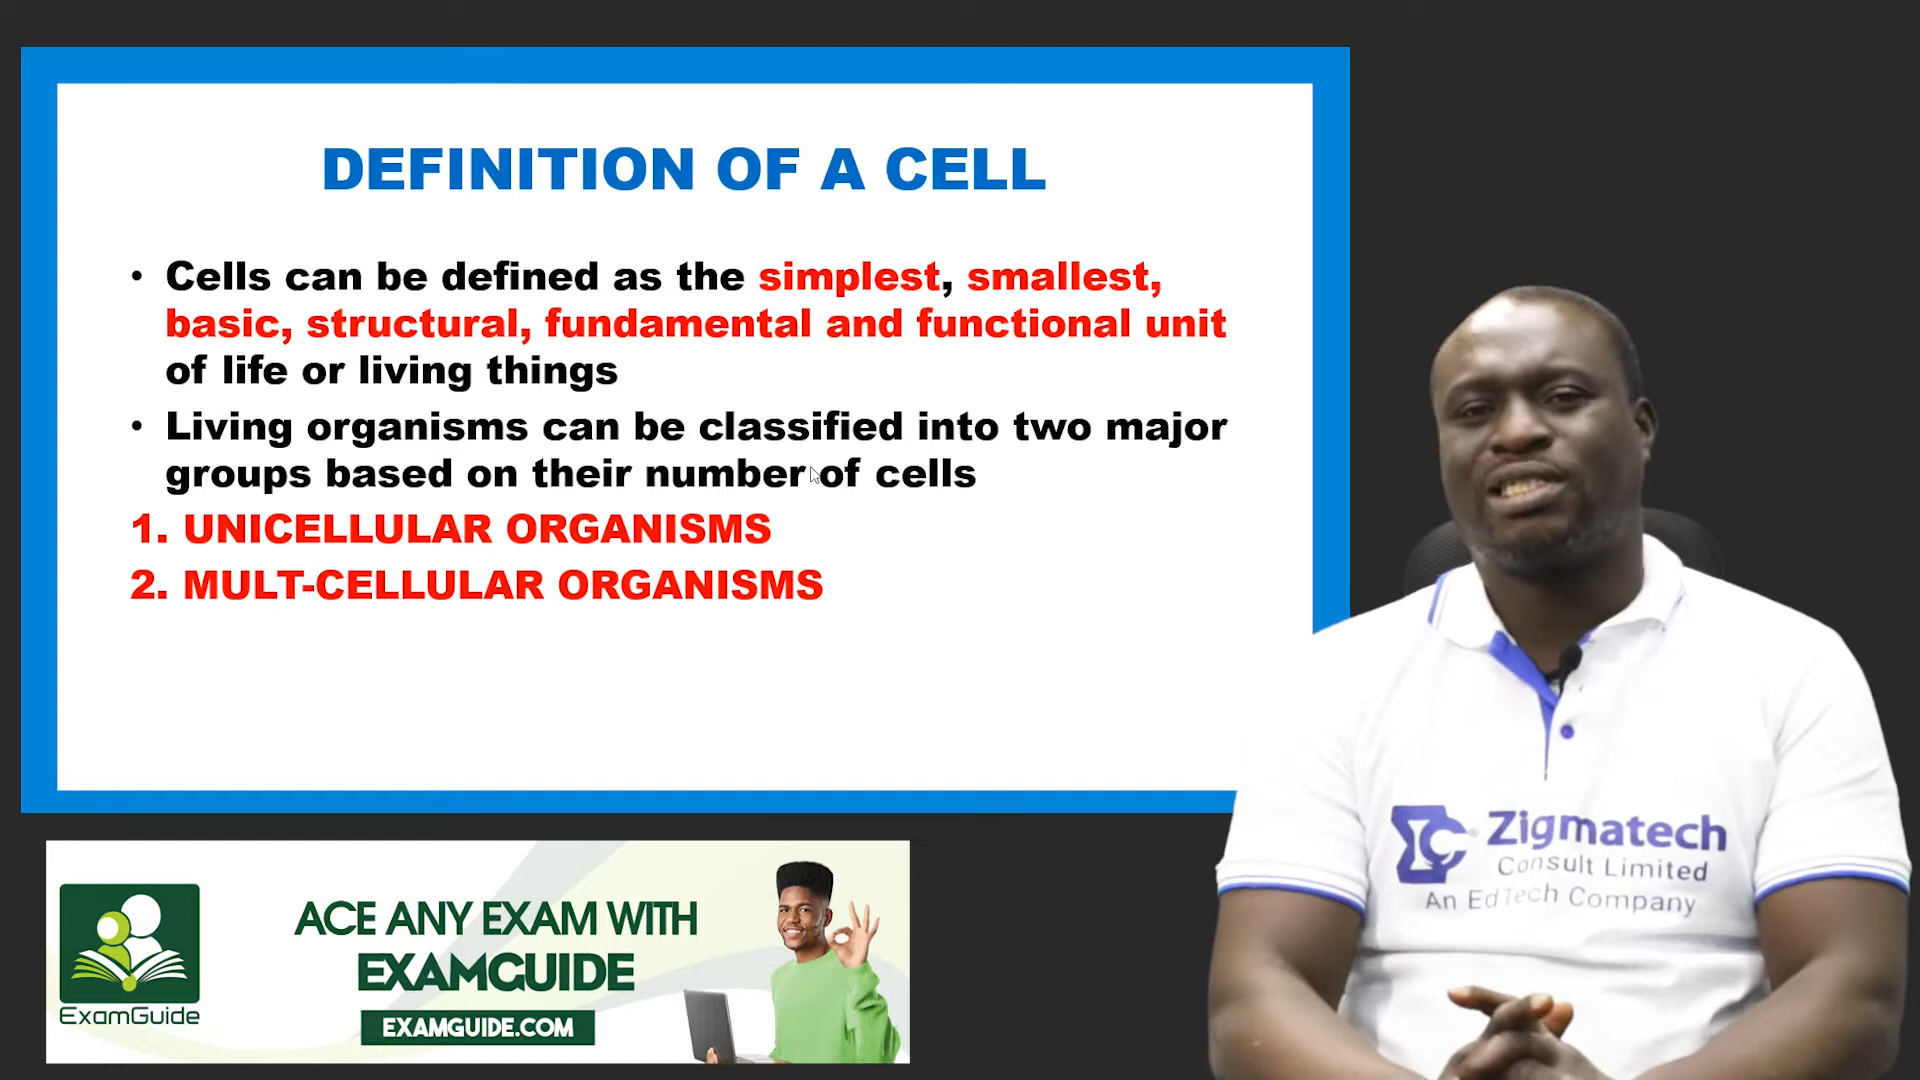 DEFINITION OF A CELL
• Cells can be defined as the simplest, smallest,
basic, structural, fundamental and functional unit
of life or living things
• Living organisms can be classified into two major
groups based on their number of cells
1. UNICELLULAR ORGANISMS
2. MULT-CELLULAR ORGANISMS
Zigmatech
Consult Limited
An EdTech Company
ExamGuide
ACE ANY EXAM WITH
EXAMGUIDE
EXAMGUIDE.COM